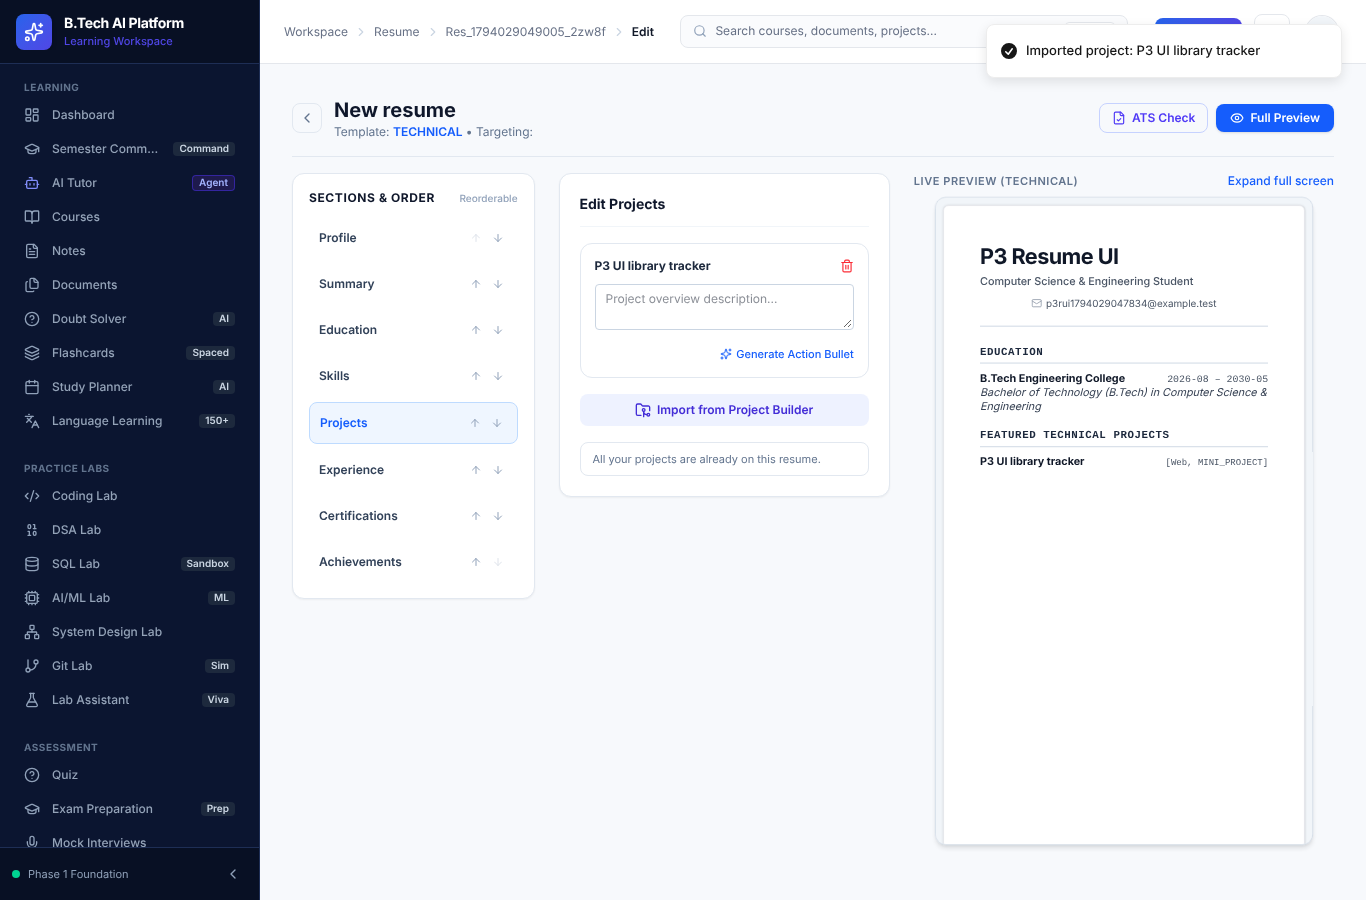 B.Tech AI Platform
Learning Workspace
LEARNING
Dashboard
Semester Comm... Command
AI Tutor Agent
Courses
Notes
Documents
Doubt Solver AI
Flashcards Spaced
Study Planner AI
Language Learning 150+
PRACTICE LABS
Coding Lab
DSA Lab
SQL Lab Sandbox
AI/ML Lab ML
System Design Lab
Git Lab Sim
Lab Assistant Viva
ASSESSMENT
Quiz
Exam Preparation Prep
Mock Interviews
Phase 1 Foundation
Workspace > Resume > Res_1794029049005_2zw8f > Edit
Search courses, documents, projects...
Imported project: P3 UI library tracker
New resume
Template: TECHNICAL • Targeting:
ATS Check
Full Preview
SECTIONS & ORDER Reorderable
Profile
Summary
Education
Skills
Projects
Experience
Certifications
Achievements
Edit Projects
P3 UI library tracker
Project overview description...
Generate Action Bullet
Import from Project Builder
All your projects are already on this resume.
LIVE PREVIEW (TECHNICAL) Expand full screen
P3 Resume UI
Computer Science & Engineering Student
p3rui1794029047834@example.test
EDUCATION
B.Tech Engineering College 2026-08 – 2030-05
Bachelor of Technology (B.Tech) in Computer Science &
Engineering
FEATURED TECHNICAL PROJECTS
P3 UI library tracker [Web, MINI_PROJECT]